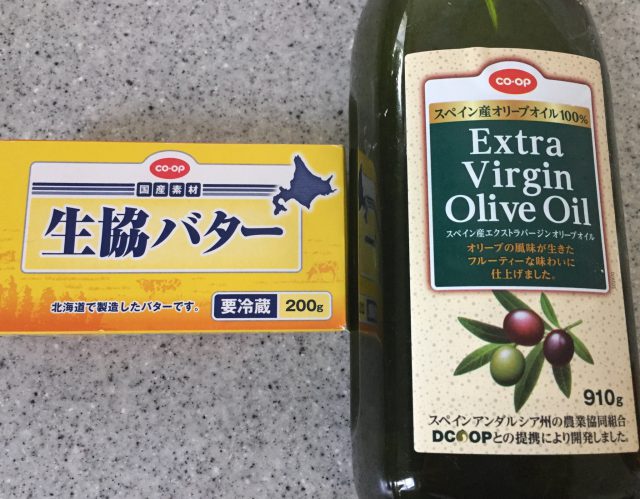 CO・OP
国産素材
生協バター
北海道で製造したバターです。
要冷蔵 200g
CO・OP
スペイン産オリーブオイル100%
Extra
Virgin
Olive Oil
スペイン産エクストラバージンオリーブオイル
オリーブの風味が生きた
フルーティーな味わいに
仕上げました。
910g
スペインアンダルシア州の農業協同組合
DCOOPとの提携により開発しました。